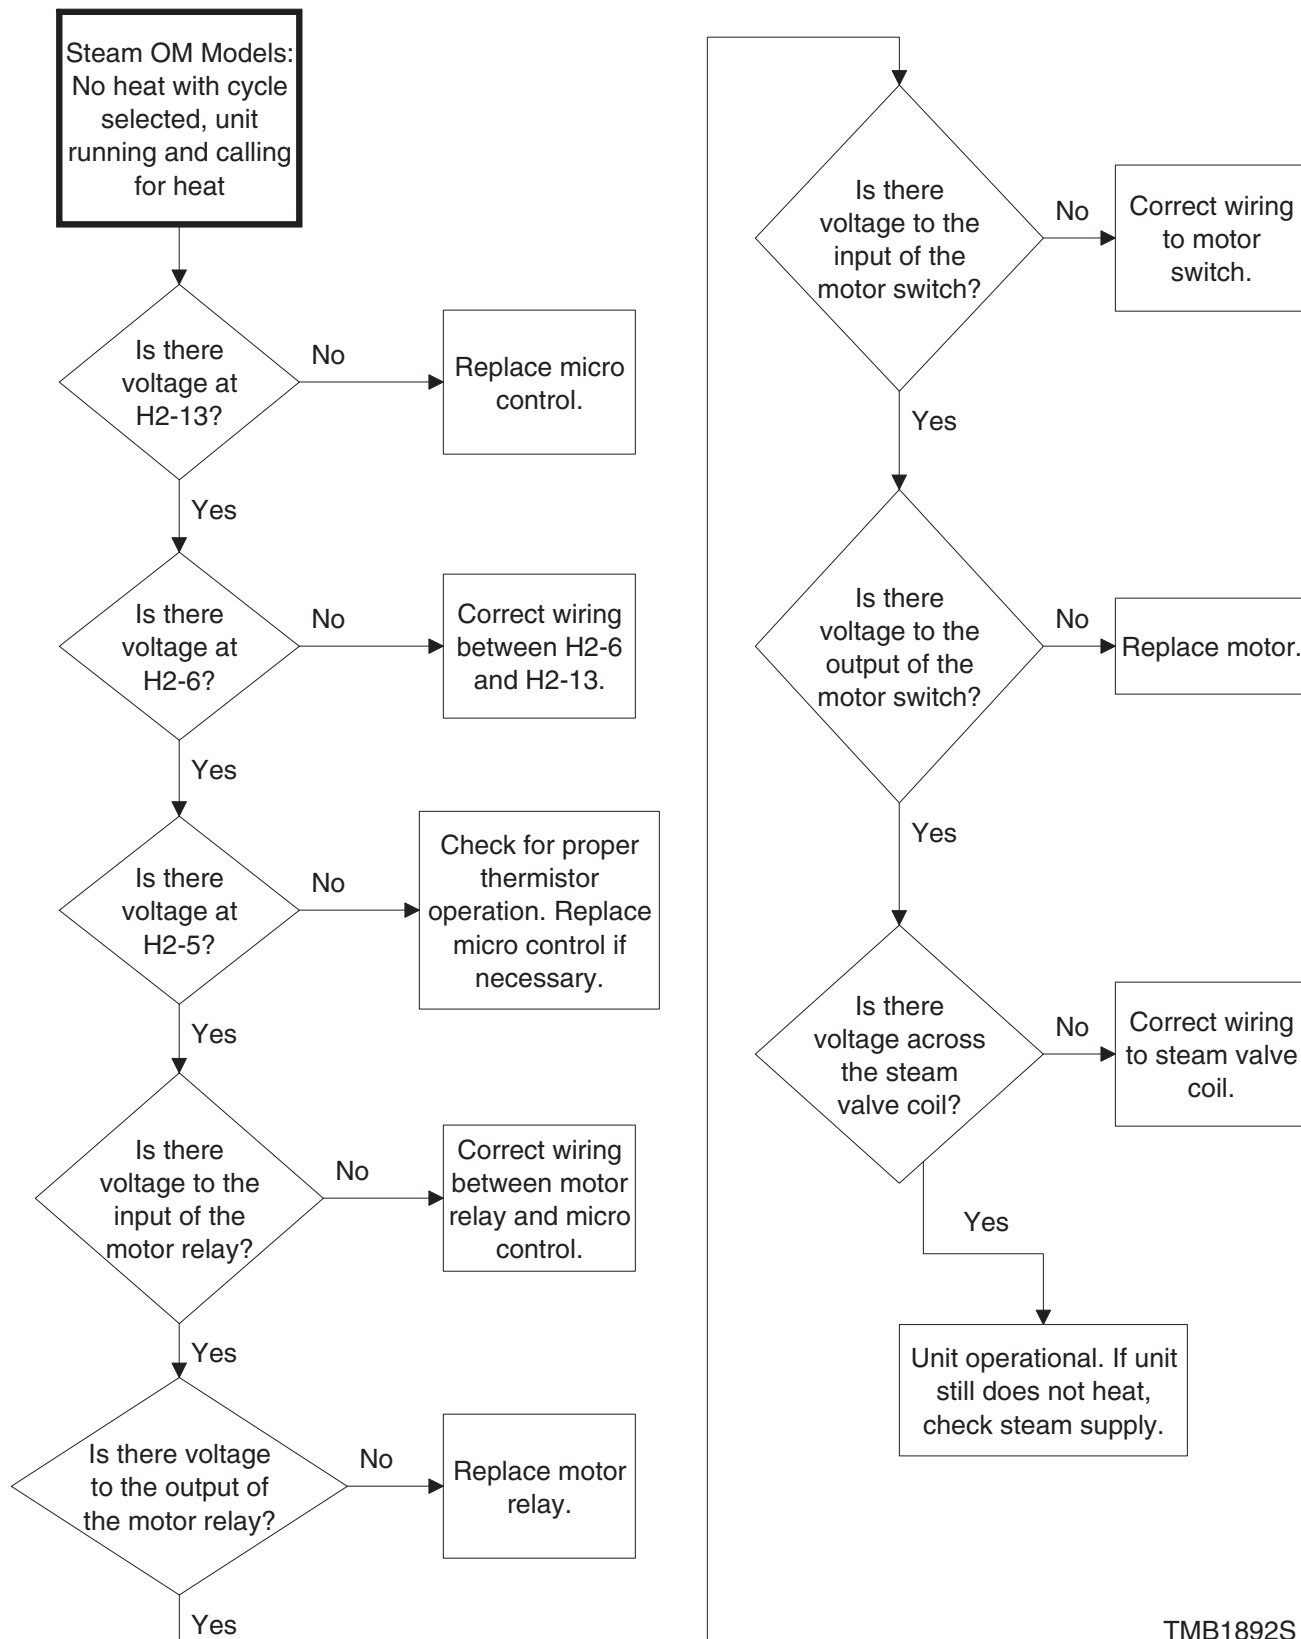 Steam OM Models:
No heat with cycle
selected, unit
running and calling
for heat
Is there
voltage at
H2-13?
No
Replace micro
control.
Yes
Is there
voltage at
H2-6?
No
Correct wiring
between H2-6
and H2-13.
Yes
Is there
voltage at
H2-5?
No
Check for proper
thermistor
operation. Replace
micro control if
necessary.
Yes
Is there
voltage to the
input of the
motor relay?
No
Correct wiring
between motor
relay and micro
control.
Yes
Is there voltage
to the output of
the motor relay?
No
Replace motor
relay.
Yes
Is there
voltage to the
input of the
motor switch?
No
Correct wiring
to motor
switch.
Yes
Is there
voltage to the
output of the
motor switch?
No
Replace motor.
Yes
Is there
voltage across
the steam
valve coil?
No
Correct wiring
to steam valve
coil.
Yes
Unit operational. If unit
still does not heat,
check steam supply.
TMB1892S